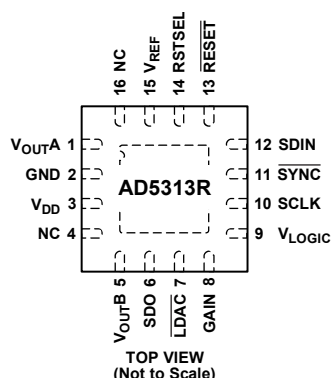 16 NC
15 VREF
14 RSTSEL
13 RESET
VOUTA 1
GND 2
VDD 3
NC 4
AD5313R
12 SDIN
11 SYNC
10 SCLK
9 VLOGIC
VOUTB 5
SDO 6
LDAC 7
GAIN 8
TOP VIEW
(Not to Scale)